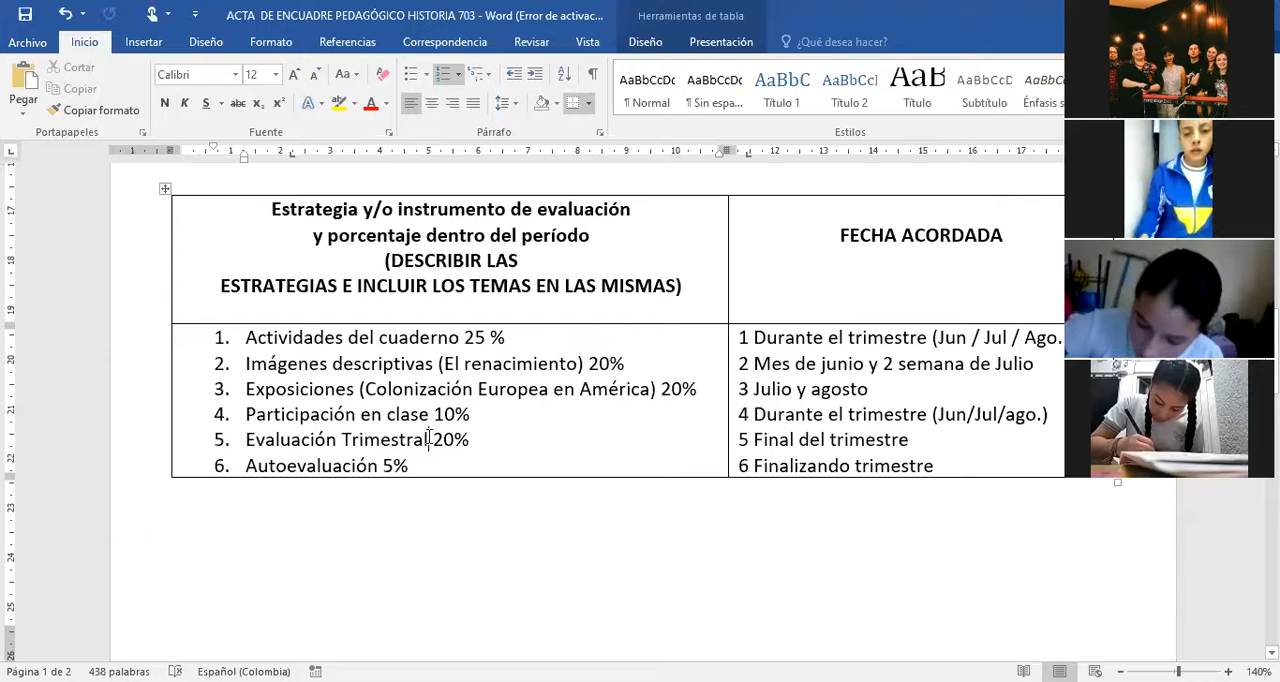 ACTA DE ENCUADRE PEDAGÓGICO HISTORIA 703 - Word (Error de activac...
Herramientas de tabla
Archivo Inicio Insertar Diseño Formato Referencias Correspondencia Revisar Vista Diseño Presentación ¿Qué desea hacer?
Pegar
Cortar
Copiar
Copiar formato
Portapapeles
Calibri 12
Fuente
Párrafo
AaBbCcDc AaBbCcDc AaBbC AaBbCcI AaB AaBbCcD AaBbCcD
¶ Normal ¶ Sin espa... Título 1 Título 2 Título Subtítulo Énfasis s
Estilos
Estrategia y/o instrumento de evaluación
y porcentaje dentro del período
(DESCRIBIR LAS
ESTRATEGIAS E INCLUIR LOS TEMAS EN LAS MISMAS)
FECHA ACORDADA
1. Actividades del cuaderno 25 %
2. Imágenes descriptivas (El renacimiento) 20%
3. Exposiciones (Colonización Europea en América) 20%
4. Participación en clase 10%
5. Evaluación Trimestral 20%
6. Autoevaluación 5%
1 Durante el trimestre (Jun / Jul / Ago.
2 Mes de junio y 2 semana de Julio
3 Julio y agosto
4 Durante el trimestre (Jun/Jul/ago.)
5 Final del trimestre
6 Finalizando trimestre
Página 1 de 2 438 palabras Español (Colombia) 140%